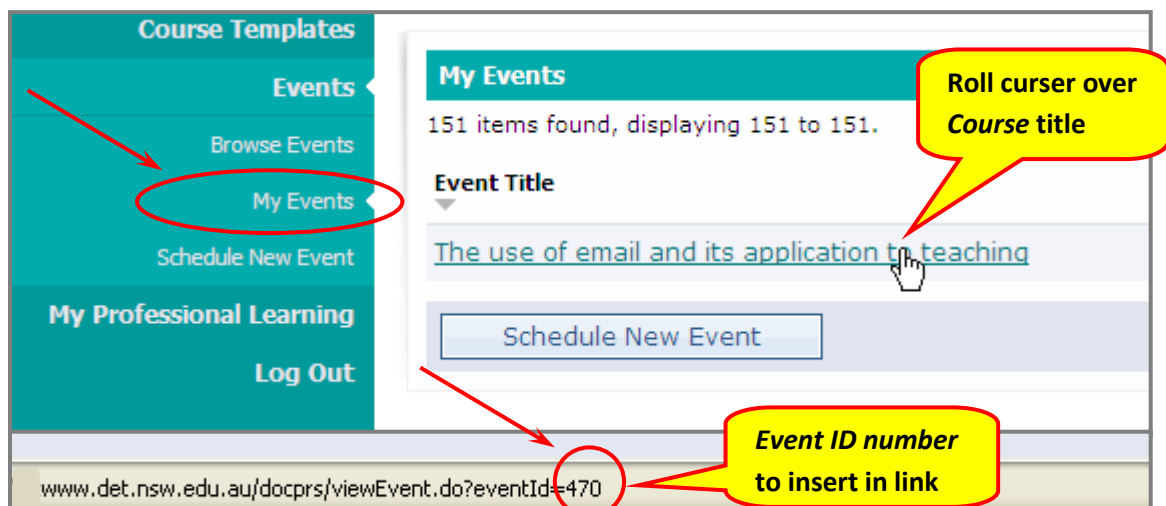 Course Templates
Events
Browse Events
My Events
Schedule New Event
My Professional Learning
Log Out
My Events
151 items found, displaying 151 to 151.
Event Title
The use of email and its application to teaching
Schedule New Event
Roll curser over
Course title
Event ID number
to insert in link
www.det.nsw.edu.au/docprs/viewEvent.do?eventId=470